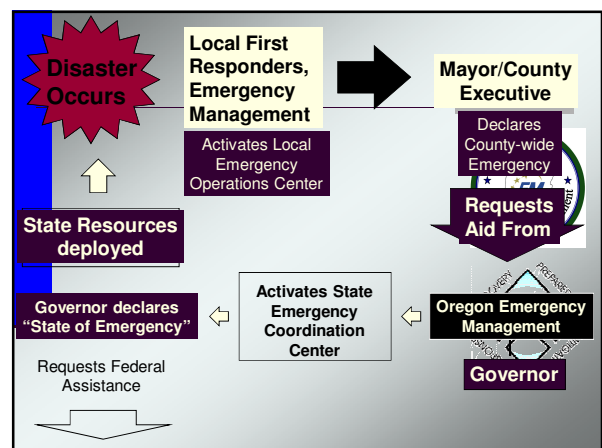 Disaster
Occurs
Local First
Responders,
Emergency
Management
Activates Local
Emergency
Operations Center
Mayor/County
Executive
Declares
County-wide
Emergency
EM
Requests
Aid From
Oregon Emergency
Management
Governor
Activates State
Emergency
Coordination
Center
Governor declares
“State of Emergency”
State Resources
deployed
Requests Federal
Assistance